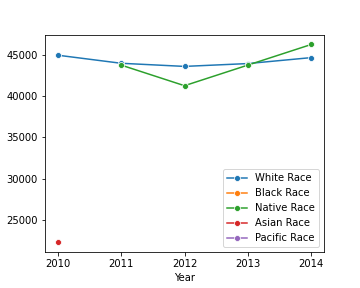 45000
40000
35000
30000
25000
2010 2011 2012 2013 2014
Year
White Race
Black Race
Native Race
Asian Race
Pacific Race